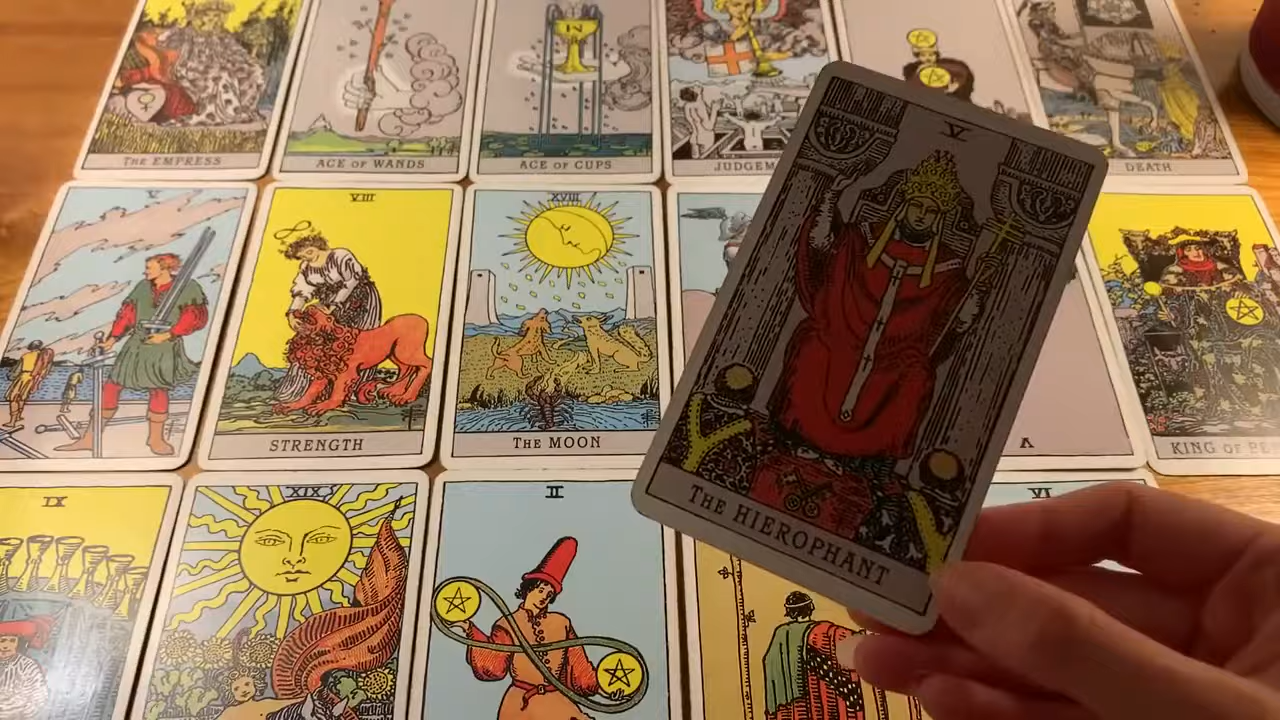 THE EMPRESS
ACE OF WANDS
ACE OF CUPS
JUDGEM
DEATH
V
VIII
XVIII
V
STRENGTH
THE MOON
KING OF PE
THE HIEROPHANT
IX
XIX
II
VI